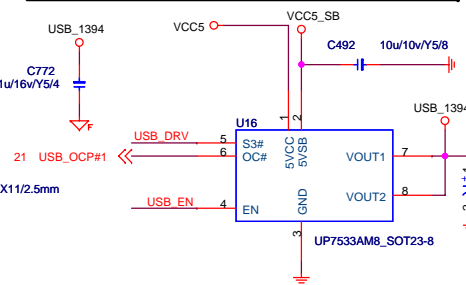 USB_1394
VCC5
VCC5_SB
C492
10u/10v/Y5/8
C772
1u/16v/Y5/4
F
USB_1394
U16
1
2
5VCC
5VSB
USB_DRV
5
S3#
21
USB_OCP#1
6
OC#
VOUT1
7
X11/2.5mm
USB_EN
4
EN
GND
VOUT2
8
3
UP7533AM8_SOT23-8